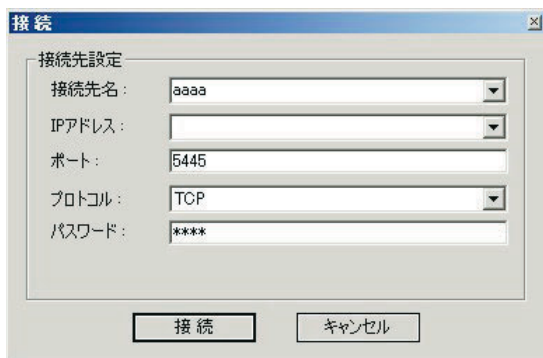 接続
接続先設定
接続先名: aaaa
IPアドレス:
ポート: 5445
プロトコル: TCP
パスワード: ****
接続 キャンセル